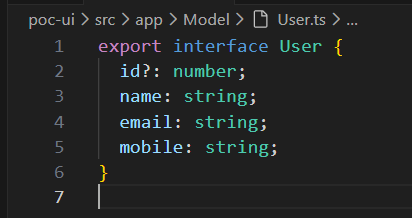 poc-ui > src > app > Model > User.ts > ...
1 export interface User {
2   id?: number;
3   name: string;
4   email: string;
5   mobile: string;
6 }
7